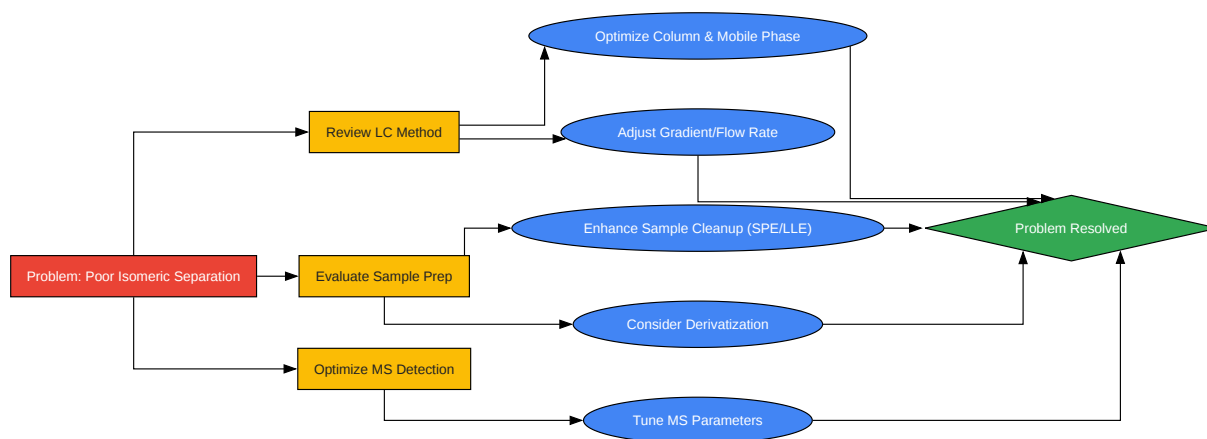 Optimize Column & Mobile Phase
Review LC Method
Adjust Gradient/Flow Rate
Enhance Sample Cleanup (SPE/LLE)
Problem Resolved
Problem: Poor Isomeric Separation
Evaluate Sample Prep
Consider Derivatization
Optimize MS Detection
Tune MS Parameters